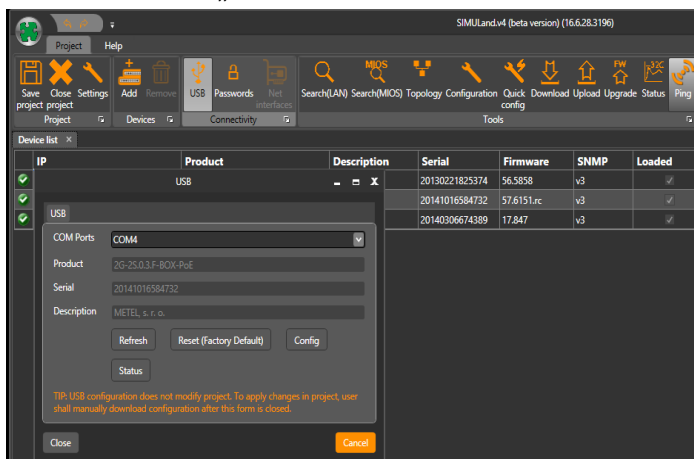 SIMULand.v4 (beta version) (16.6.28.3196)
Project Help
Save project
Close project
Settings
Add
Remove
USB
Passwords
Net interfaces
Search(LAN)
MIOS
Search(MIOS)
Topology
Configuration
Quick config
Download
Upload
FW
Upgrade
Status
Ping
Project
Devices
Connectivity
Tools
Device list ×
IP Product Description Serial Firmware SNMP Loaded
20130221825374 56.5858 v3
20141016584732 57.6151.rc v3
20140306674389 17.847 v3
USB
X
USB
COM Ports COM4
Product 2G-2S.0.3.F-BOX-PoE
Serial 20141016584732
Description METEL, s. r. o.
Refresh Reset (Factory Default) Config
Status
TIP: USB configuration does not modify project. To apply changes in project, user
shall manually download configuration after this form is closed.
Close Cancel